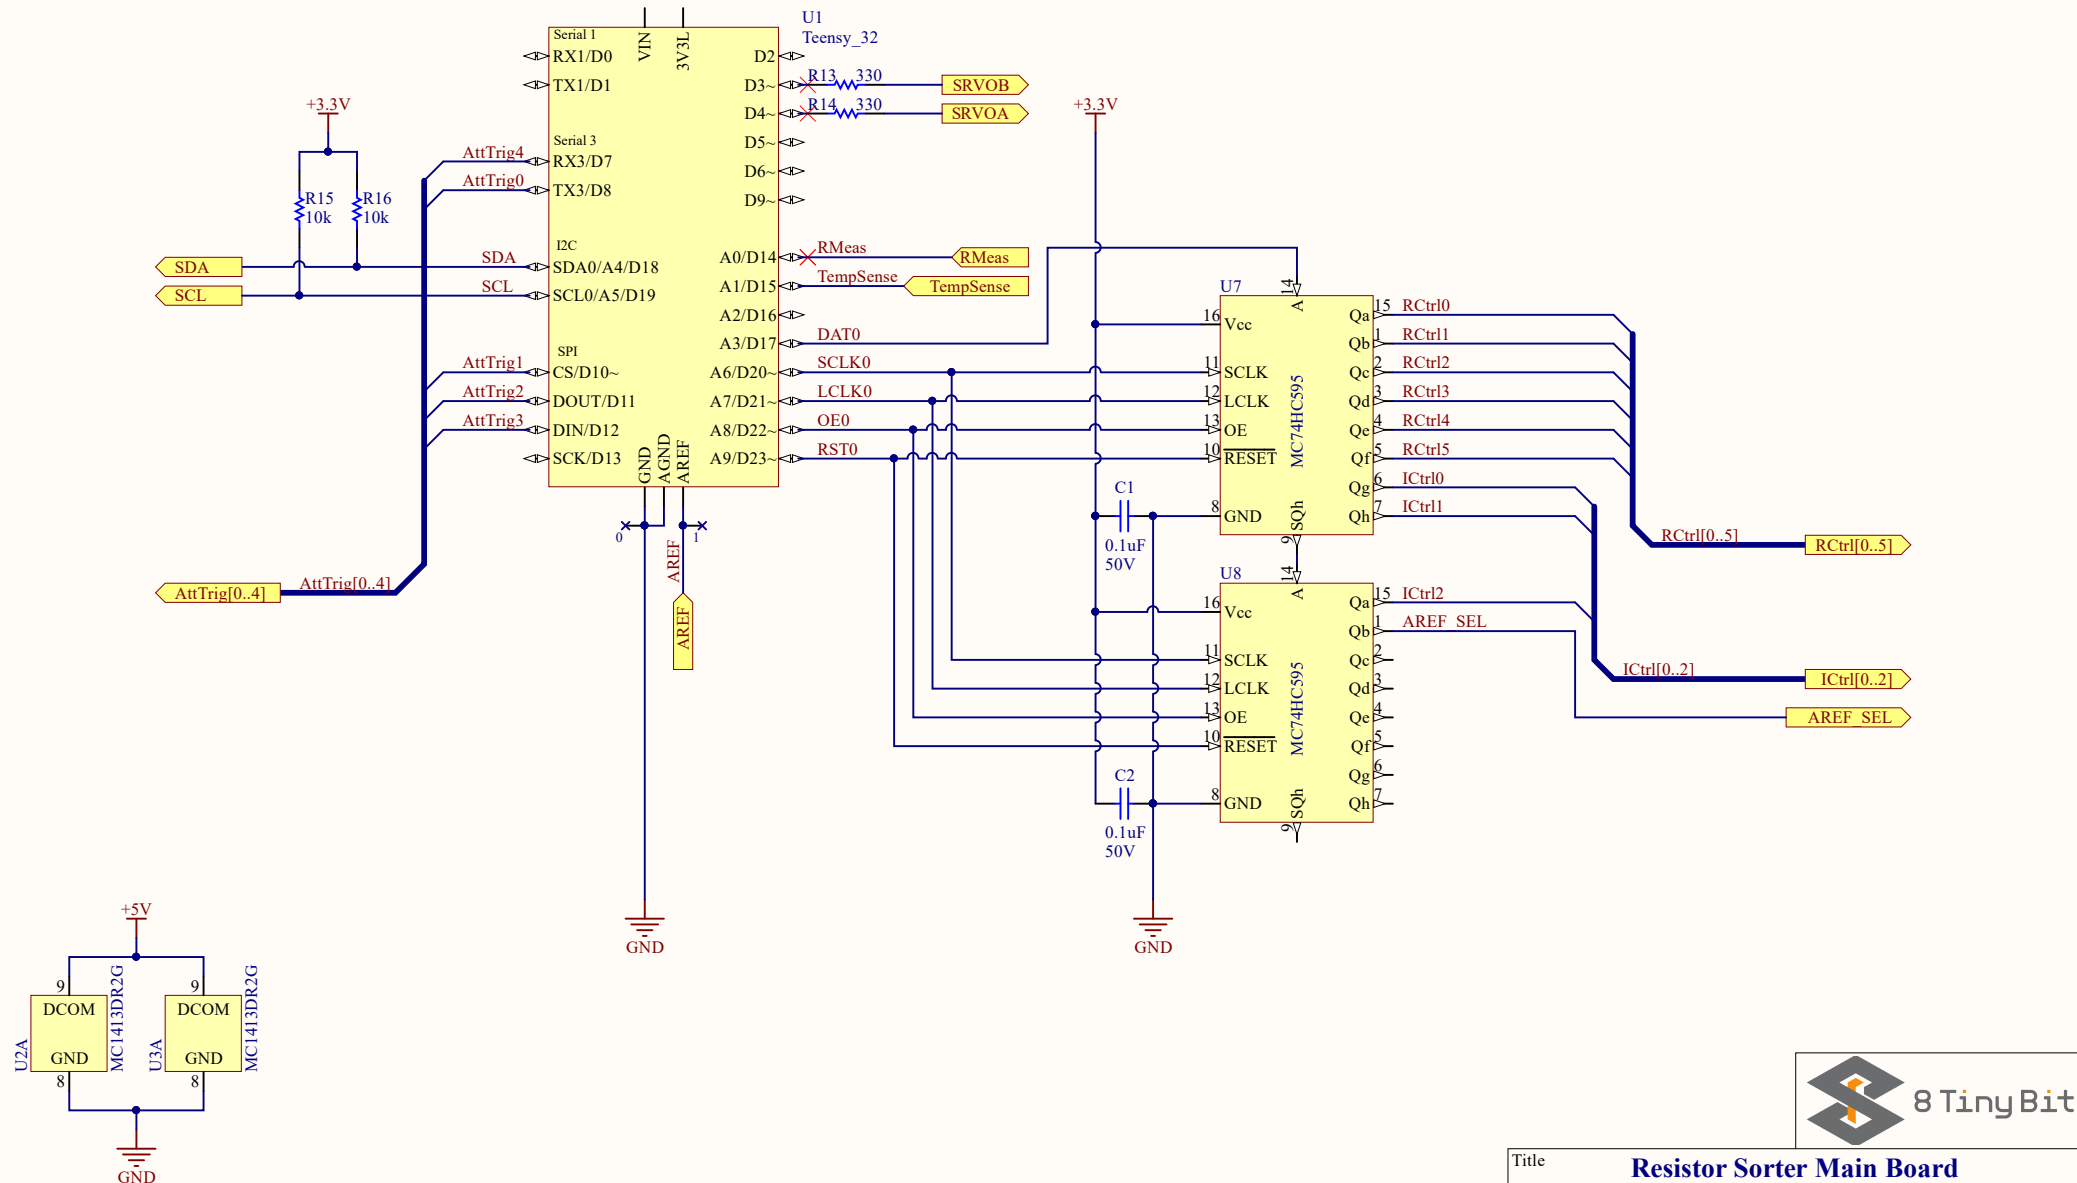 U1
Teensy_32
Serial 1
VIN
3V3L
RX1/D0
TX1/D1
D2
D3~
D4~
D5~
D6~
D9~
R13 330
SRVOB
R14 330
SRVOA
+3.3V
R15
10k
R16
10k
Serial 3
AttTrig4
RX3/D7
AttTrig0
TX3/D8
I2C
SDA
SDA
SDA0/A4/D18
SCL
SCL
SCL0/A5/D19
SPI
AttTrig1
CS/D10~
AttTrig2
DOUT/D11
AttTrig3
DIN/D12
SCK/D13
GND
AGND
AREF
0
1
AREF
AREF
AttTrig[0..4]
AttTrig[0..4]
A0/D14
RMeas
RMeas
A1/D15
TempSense
TempSense
A2/D16
A3/D17
DAT0
A6/D20~
SCLK0
A7/D21~
LCLK0
A8/D22~
OE0
A9/D23~
RST0
GND
+3.3V
U7
14
A
16
Vcc
11
SCLK
12
LCLK
13
OE
10
RESET
8
GND
MC74HC595
SQh
9
Qa
15
RCtrl0
Qb
1
RCtrl1
Qc
2
RCtrl2
Qd
3
RCtrl3
Qe
4
RCtrl4
Qf
5
RCtrl5
Qg
6
ICtrl0
Qh
7
ICtrl1
RCtrl[0..5]
RCtrl[0..5]
C1
0.1uF
50V
U8
14
A
16
Vcc
11
SCLK
12
LCLK
13
OE
10
RESET
8
GND
MC74HC595
SQh
9
Qa
15
ICtrl2
Qb
1
AREF_SEL
Qc
2
Qd
3
Qe
4
Qf
5
Qg
6
Qh
7
ICtrl[0..2]
ICtrl[0..2]
AREF_SEL
C2
0.1uF
50V
GND
+5V
9
DCOM
GND
8
U2A
MC1413DR2G
9
DCOM
GND
8
U3A
MC1413DR2G
GND
8 TinyBit
Title
Resistor Sorter Main Board